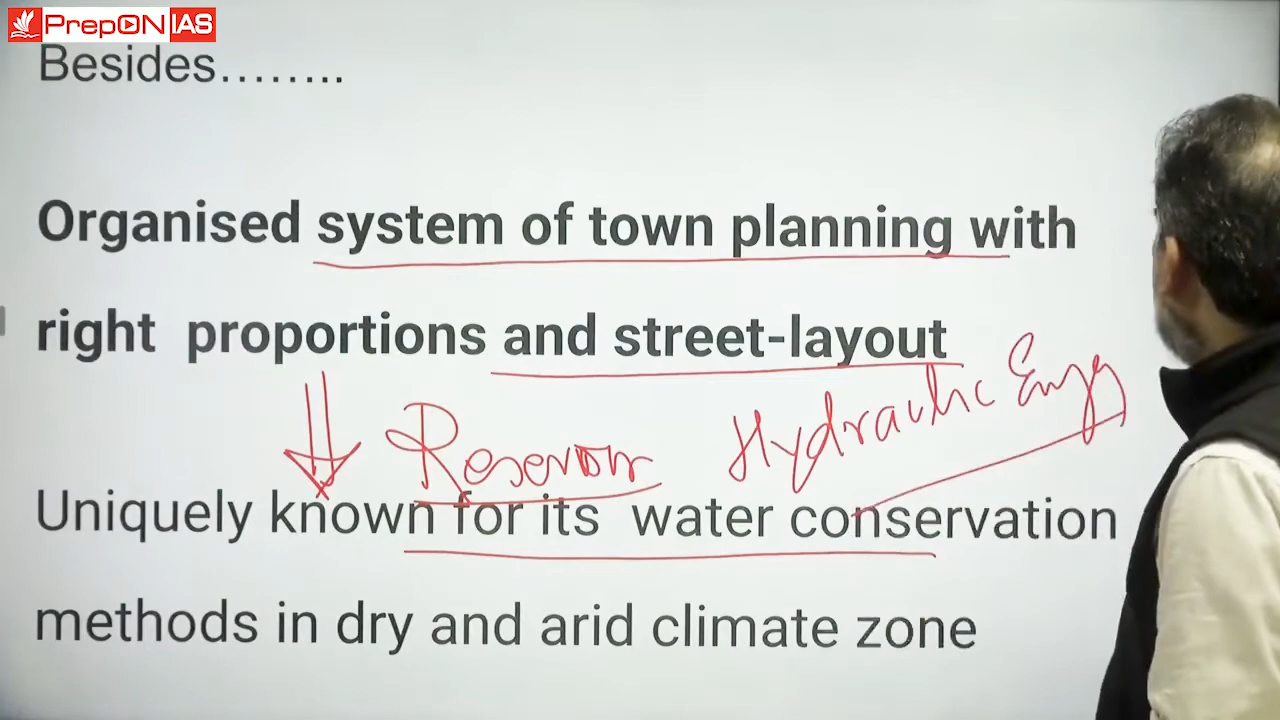 PrepON IAS
Besides……..
Organised system of town planning with
right proportions and street-layout
Reservoir Hydraulic Engg
Uniquely known for its water conservation
methods in dry and arid climate zone